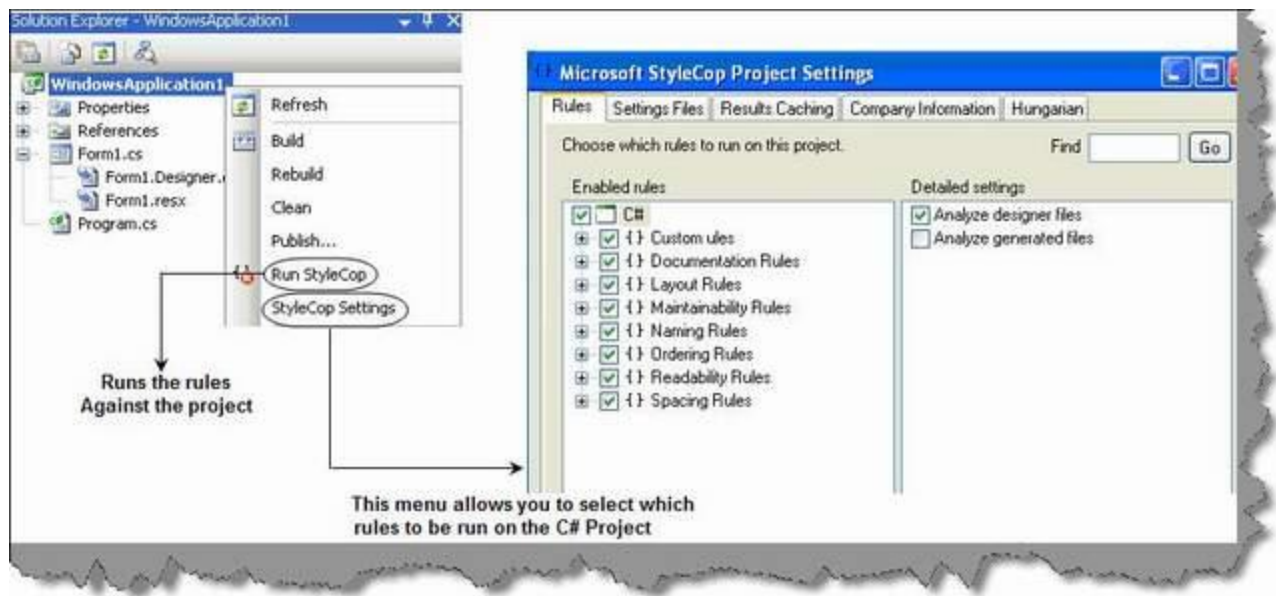 Solution Explorer - WindowsApplication1
WindowsApplication1
Properties
References
Form1.cs
Form1.Designer.
Form1.resx
Program.cs
Refresh
Build
Rebuild
Clean
Publish...
Run StyleCop
StyleCop Settings
Runs the rules
Against the project
This menu allows you to select which
rules to be run on the C# Project
Microsoft StyleCop Project Settings
Rules Settings Files Results Caching Company Information Hungarian
Choose which rules to run on this project. Find Go
Enabled rules Detailed settings
C#
{} Custom ules
{} Documentation Rules
{} Layout Rules
{} Maintainability Rules
{} Naming Rules
{} Ordering Rules
{} Readability Rules
{} Spacing Rules
Analyze designer files
Analyze generated files